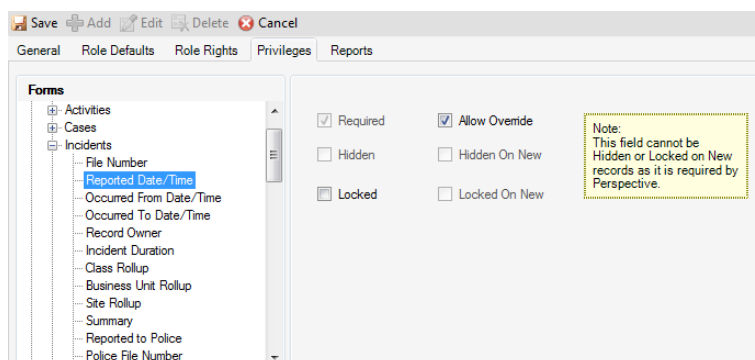 Save Add Edit Delete Cancel
General Role Defaults Role Rights Privileges Reports
Forms
Activities
Cases
Incidents
File Number
Reported Date/Time
Occurred From Date/Time
Occurred To Date/Time
Record Owner
Incident Duration
Class Rollup
Business Unit Rollup
Site Rollup
Summary
Reported to Police
Police File Number
Required Allow Override
Hidden Hidden On New
Locked Locked On New
Note:
This field cannot be
Hidden or Locked on New
records as it is required by
Perspective.